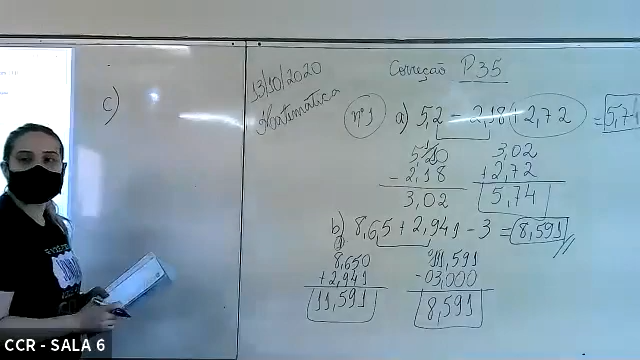 13/10/2020
Matemática
Correção P.35
nº1 a) 5,2 - 2,18 + 2,72 = 5,74
5,20
- 2,18
3,02
3,02
+ 2,72
5,74
b) 8,65 + 2,941 - 3 = 8,591
8,650
+ 2,941
11,591
11,591
- 03,000
8,591
c)
CCR - SALA 6